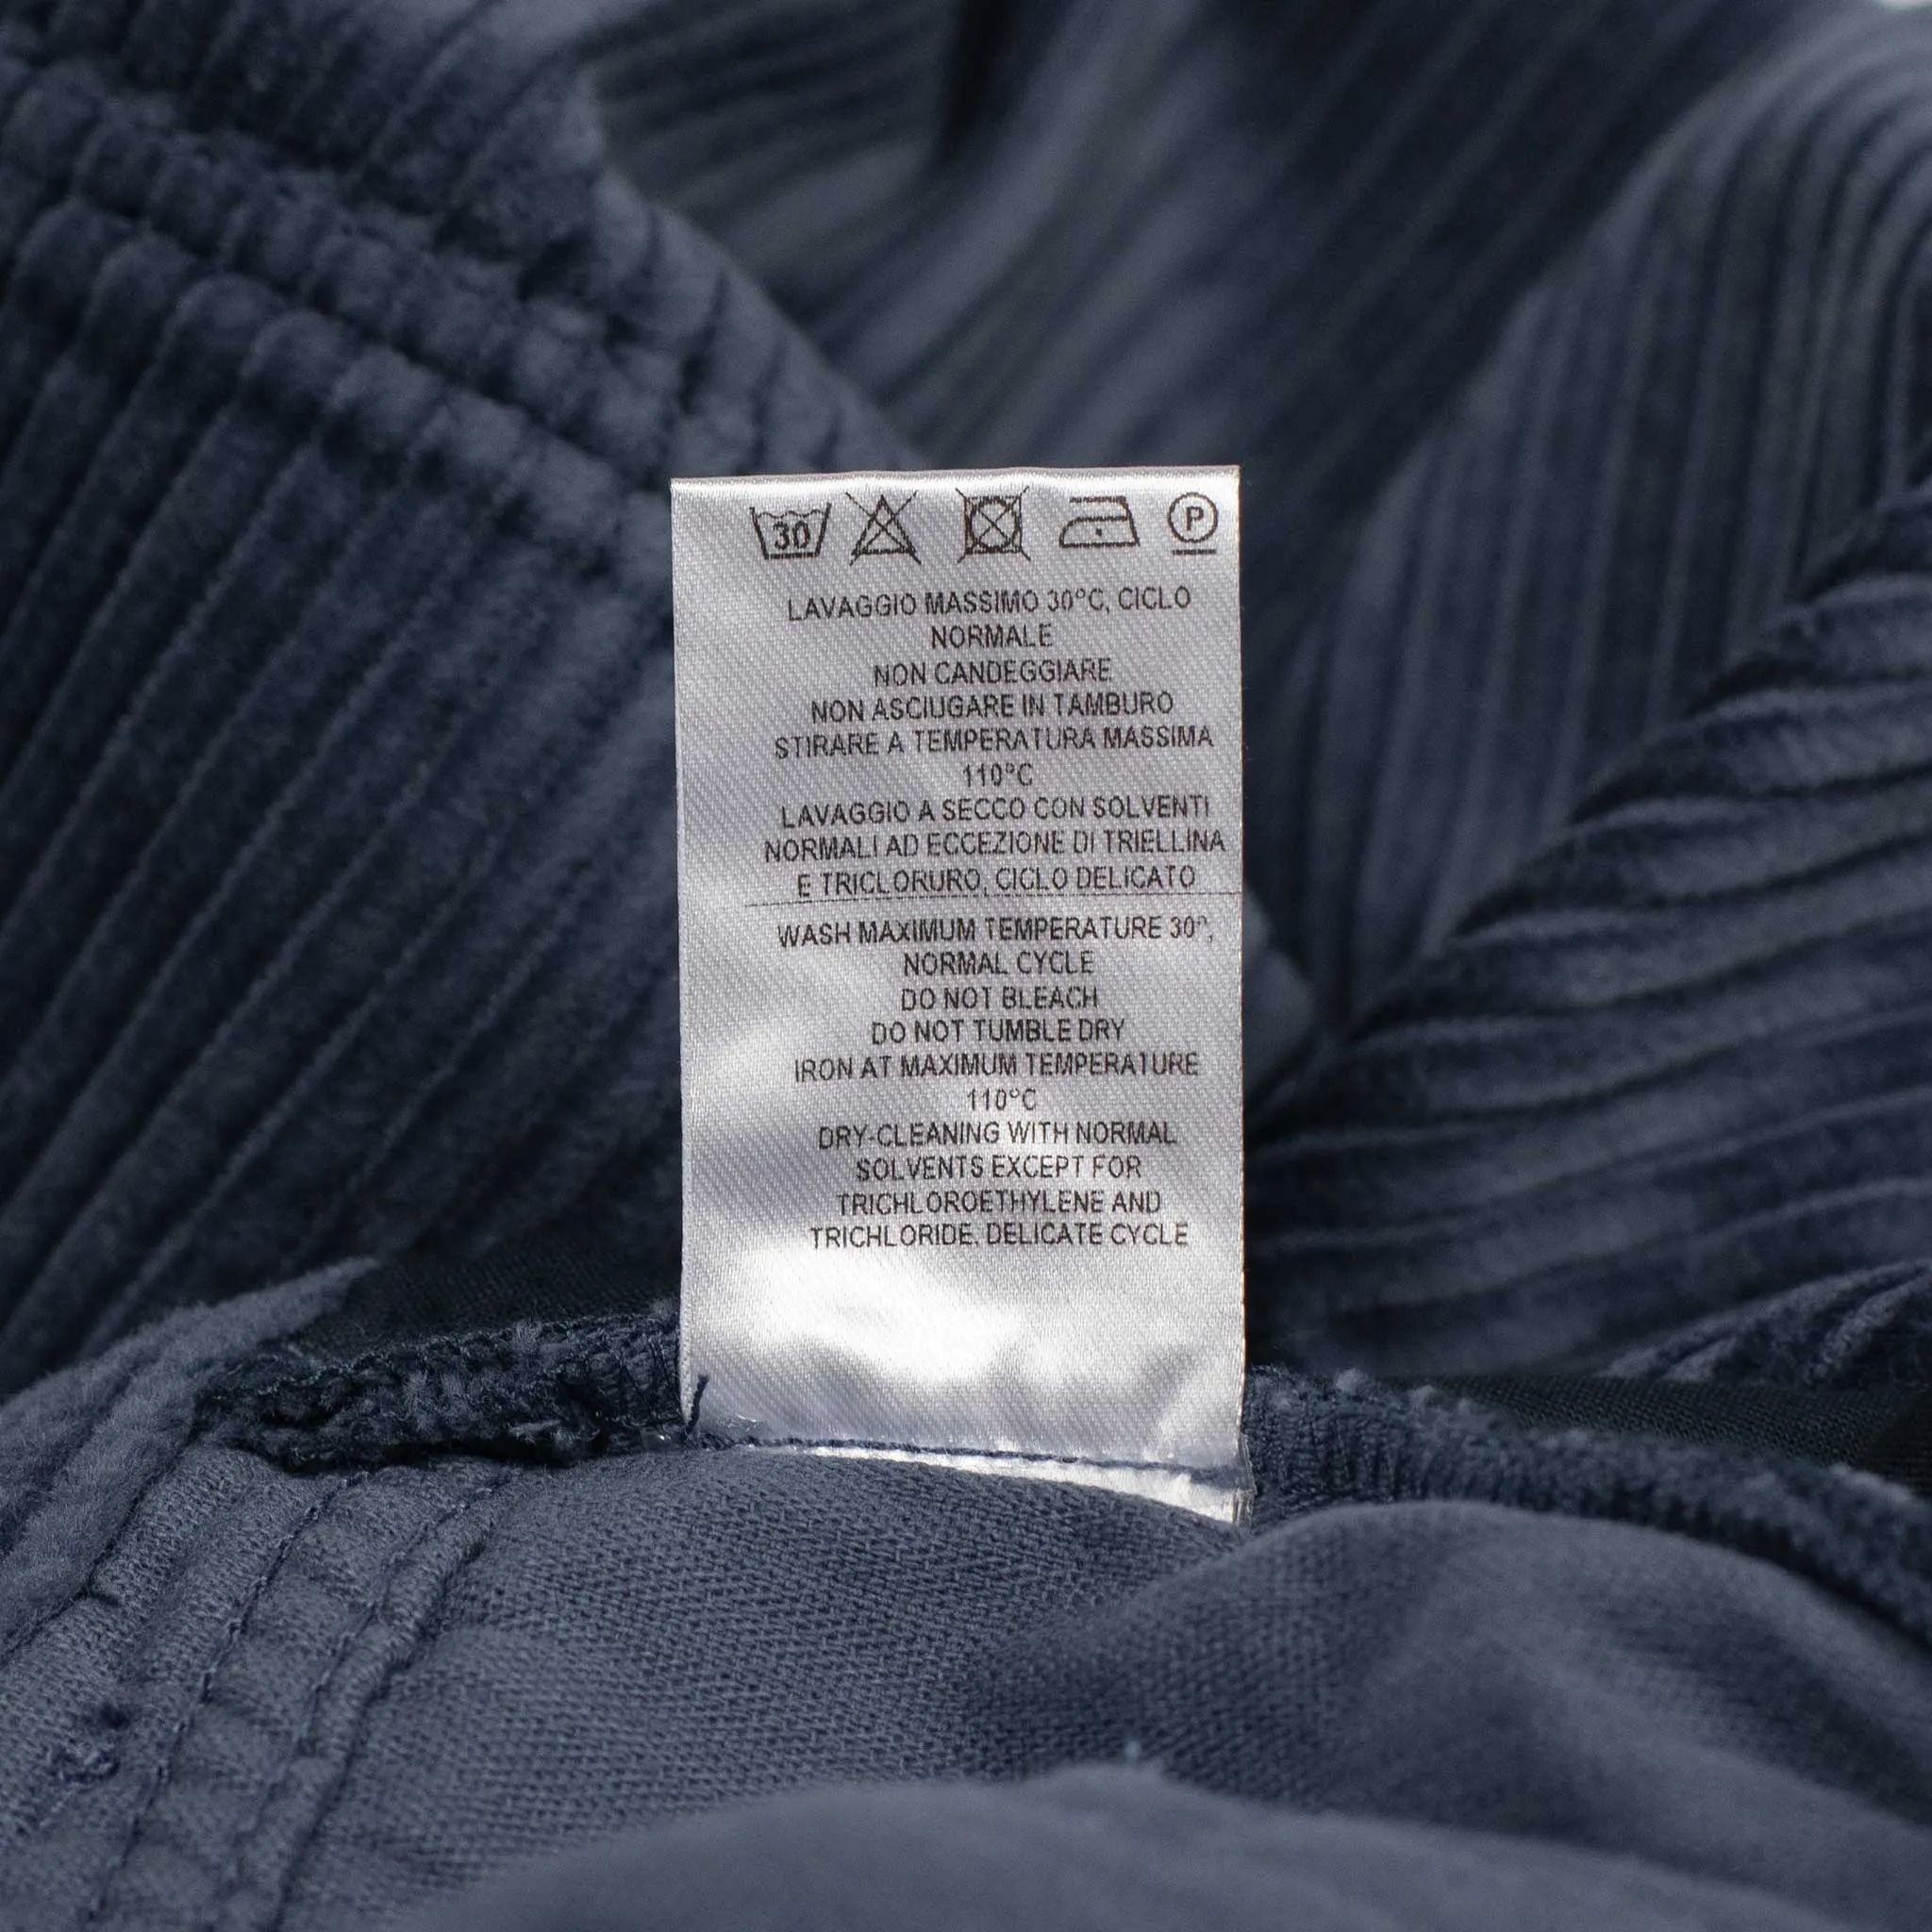 30 P
LAVAGGIO MASSIMO 30°C, CICLO
NORMALE
NON CANDEGGIARE
NON ASCIUGARE IN TAMBURO
STIRARE A TEMPERATURA MASSIMA
110°C
LAVAGGIO A SECCO CON SOLVENTI
NORMALI AD ECCEZIONE DI TRIELLINA
E TRICLORURO, CICLO DELICATO
WASH MAXIMUM TEMPERATURE 30°,
NORMAL CYCLE
DO NOT BLEACH
DO NOT TUMBLE DRY
IRON AT MAXIMUM TEMPERATURE
110°C
DRY-CLEANING WITH NORMAL
SOLVENTS EXCEPT FOR
TRICHLOROETHYLENE AND
TRICHLORIDE, DELICATE CYCLE